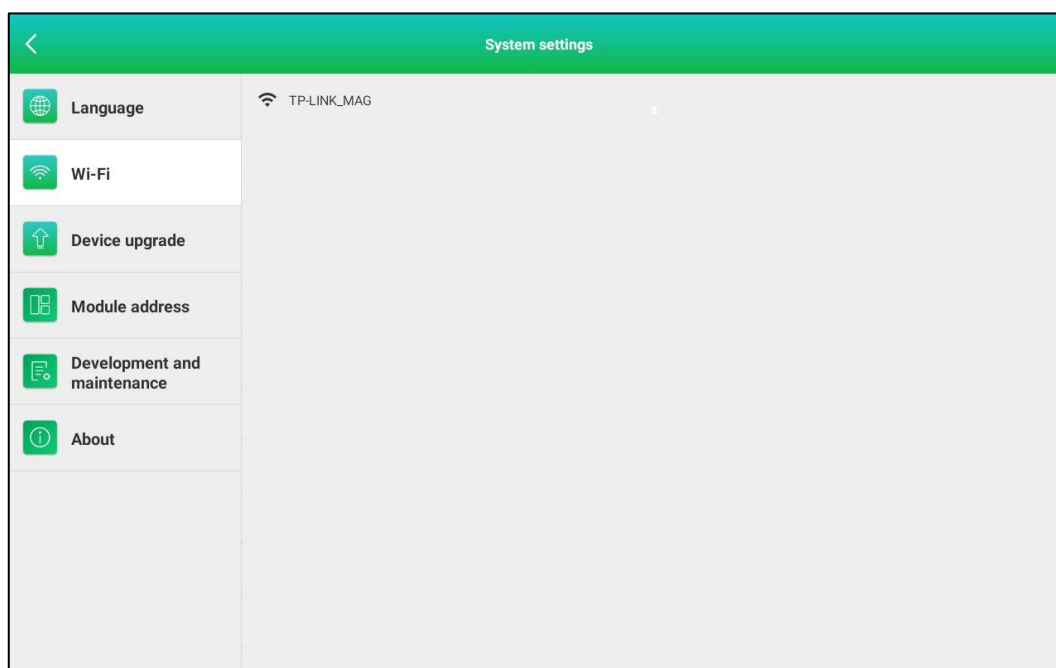 System settings
Language
TP-LINK_MAG
Wi-Fi
Device upgrade
Module address
Development and
maintenance
About